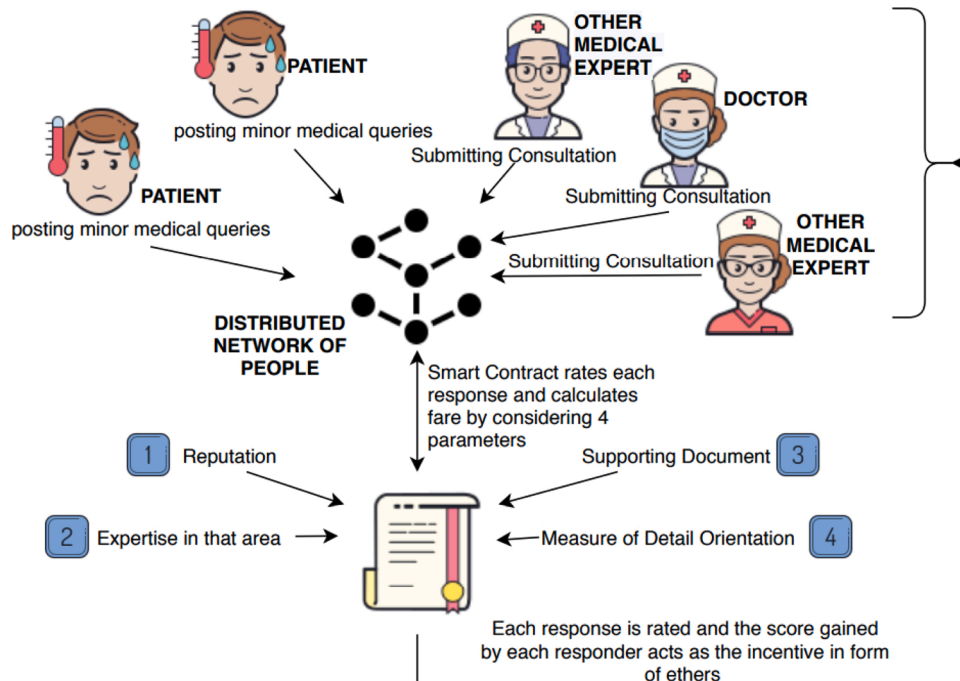 OTHER
MEDICAL
EXPERT
PATIENT
DOCTOR
posting minor medical queries
Submitting Consultation
PATIENT
Submitting Consultation
posting minor medical queries
OTHER
MEDICAL
EXPERT
Submitting Consultation
DISTRIBUTED
NETWORK OF
PEOPLE
Smart Contract rates each
response and calculates
fare by considering 4
parameters
1 Reputation
Supporting Document 3
2 Expertise in that area
Measure of Detail Orientation 4
Each response is rated and the score gained
by each responder acts as the incentive in form
of ethers